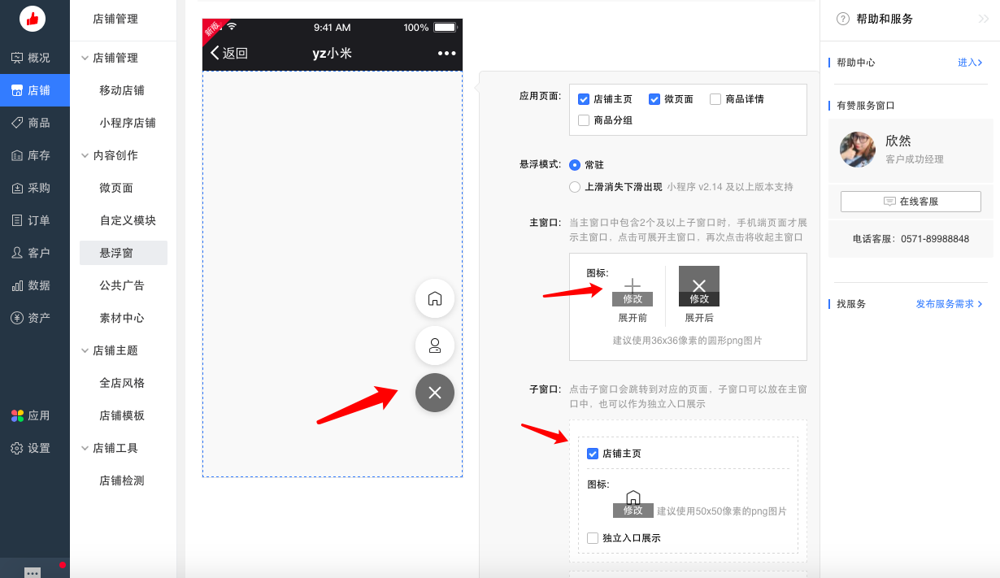 店铺管理
概况
店铺
商品
库存
采购
订单
客户
数据
资产
应用
设置
店铺管理
移动店铺
小程序店铺
内容创作
微页面
自定义模块
悬浮窗
公共广告
素材中心
店铺主题
全店风格
店铺模板
店铺工具
店铺检测
新版
9:41 AM
100%
返回
yz小米
应用页面:
店铺主页
微页面
商品详情
商品分组
悬浮模式:
常驻
上滑消失下滑出现 小程序 v2.14 及以上版本支持
主窗口:
当主窗口中包含2个及以上子窗口时，手机端页面才展
示主窗口，点击可展开主窗口，再次点击将收起主窗口
图标:
修改
修改
展开前
展开后
建议使用36x36像素的圆形png图片
子窗口:
点击子窗口会跳转到对应的页面，子窗口可以放在主窗
口中，也可以作为独立入口展示
店铺主页
图标:
修改
建议使用50x50像素的png图片
独立入口展示
帮助和服务
帮助中心
进入
有赞服务窗口
欣然
客户成功经理
在线客服
电话客服：0571-89988848
找服务
发布服务需求